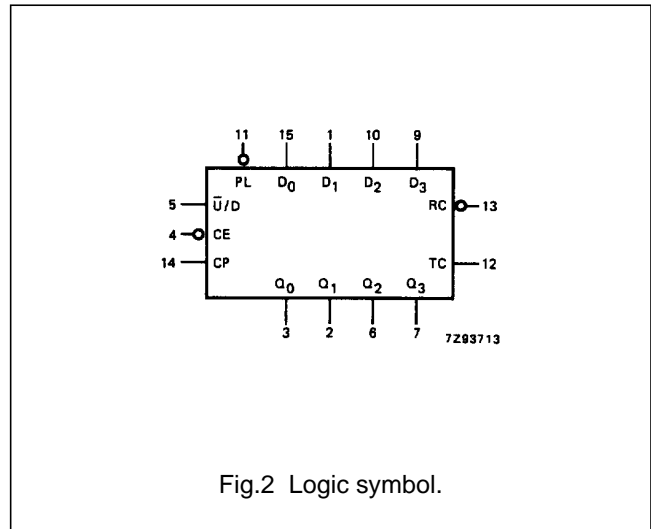 11 15 1 10 9
PL D0 D1 D2 D3
5 Ū/D RC 13
4 CE
14 CP TC 12
Q0 Q1 Q2 Q3
3 2 6 7 7Z93713
Fig.2 Logic symbol.